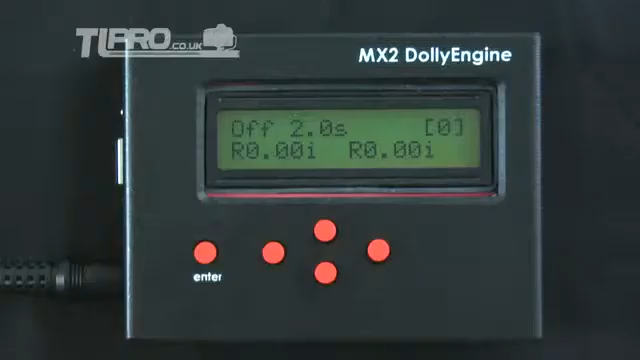 TLPRO.CO.UK
MX2 DollyEngine
Off 2.0s [0]
R0.00i R0.00i
enter